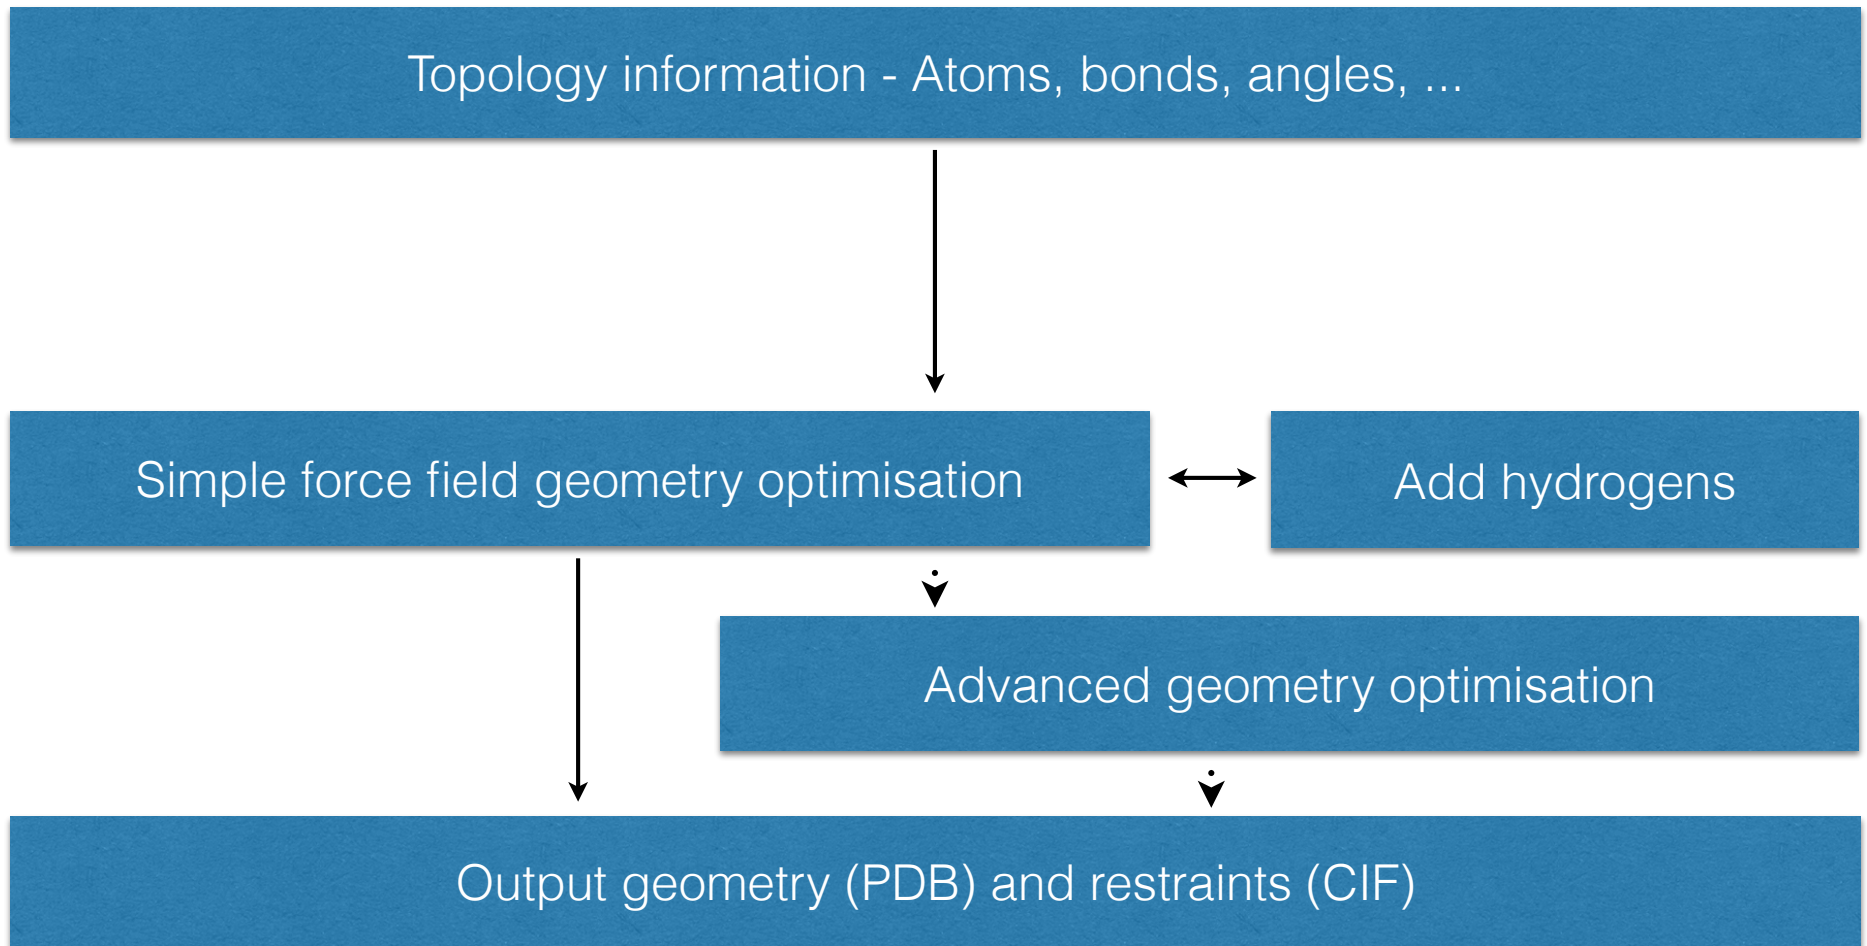 Topology information - Atoms, bonds, angles, ...
Simple force field geometry optimisation
Add hydrogens
Advanced geometry optimisation
Output geometry (PDB) and restraints (CIF)